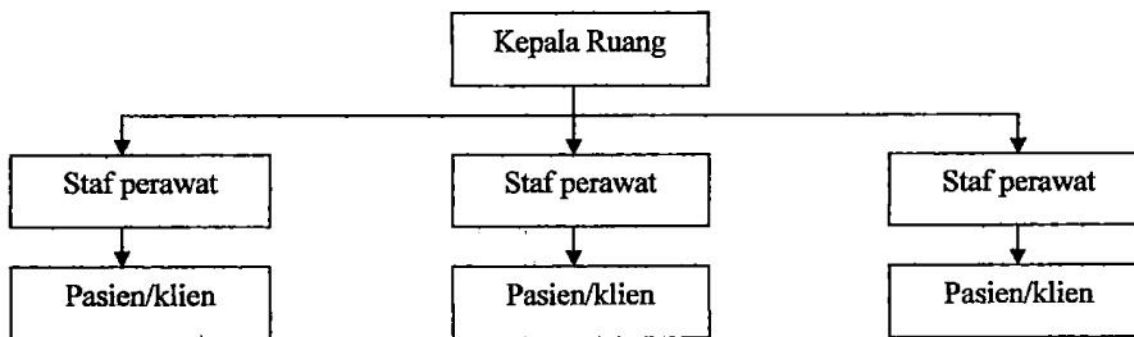 Kepala Ruang
Staf perawat Staf perawat Staf perawat
Pasien/klien Pasien/klien Pasien/klien